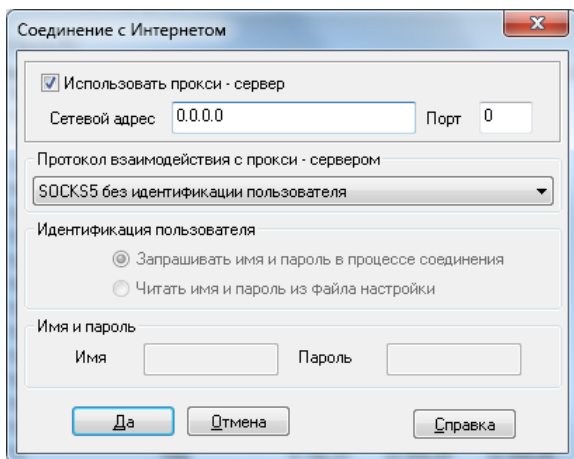 Соединение с Интернетом
Использовать прокси - сервер
Сетевой адрес 0.0.0.0 Порт 0
Протокол взаимодействия с прокси - сервером
SOCKS5 без идентификации пользователя
Идентификация пользователя
Запрашивать имя и пароль в процессе соединения
Читать имя и пароль из файла настройки
Имя и пароль
Имя Пароль
Да Отмена Справка